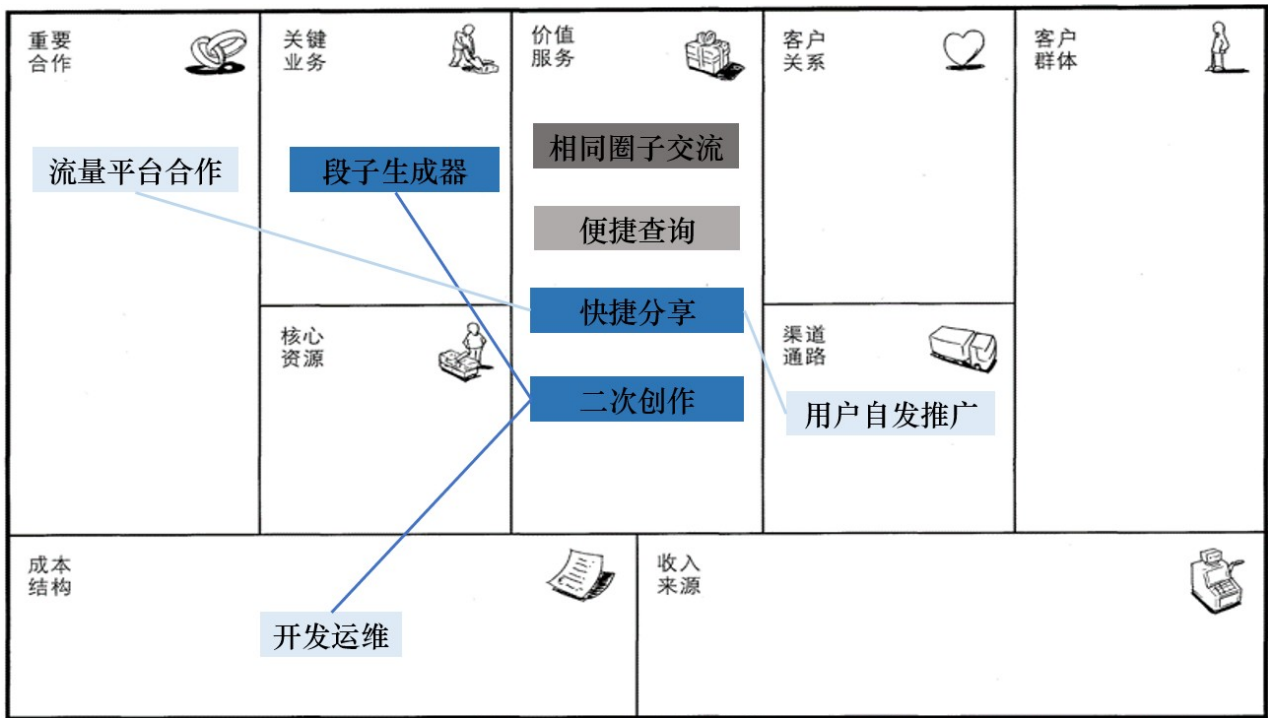 重要
合作
关键
业务
价值
服务
客户
关系
客户
群体
流量平台合作
段子生成器
相同圈子交流
便捷查询
快捷分享
二次创作
核心
资源
渠道
通路
用户自发推广
成本
结构
开发运维
收入
来源